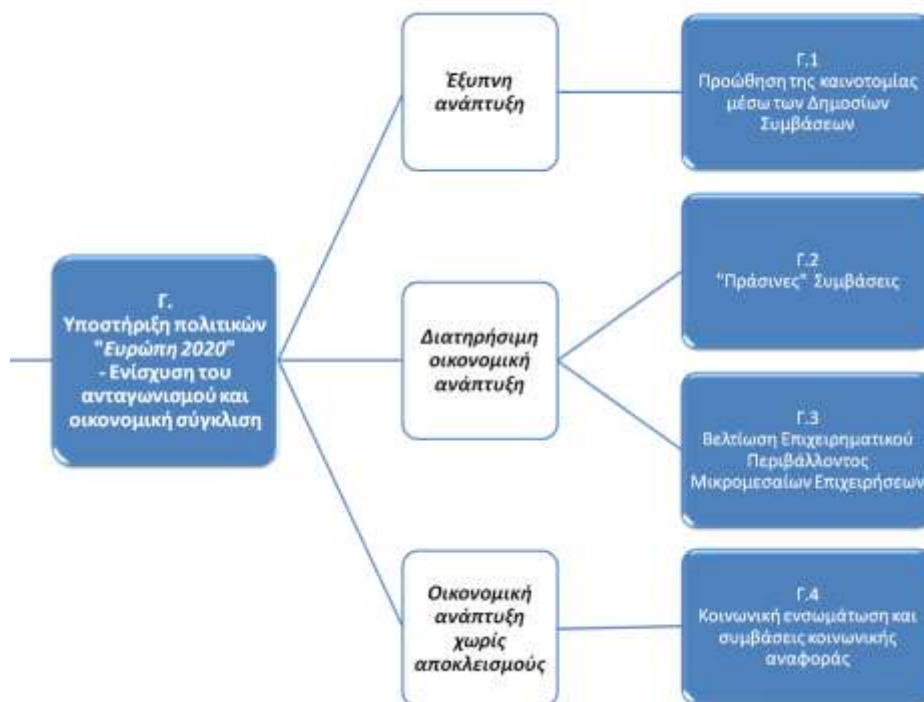 Έξυπνη
ανάπτυξη
Γ.1
Προώθηση της καινοτομίας
μέσω των Δημοσίων
Συμβάσεων
Γ.
Υποστήριξη πολιτικών
"Ευρώπη 2020"
- Ενίσχυση του
ανταγωνισμού και
οικονομική σύγκλιση
Διατηρήσιμη
οικονομική
ανάπτυξη
Γ.2
"Πράσινες" Συμβάσεις
Γ.3
Βελτίωση Επιχειρηματικού
Περιβάλλοντος
Μικρομεσαίων Επιχειρήσεων
Οικονομική
ανάπτυξη
χωρίς
αποκλεισμούς
Γ.4
Κοινωνική ενσωμάτωση και
συμβάσεις κοινωνικής
αναφοράς